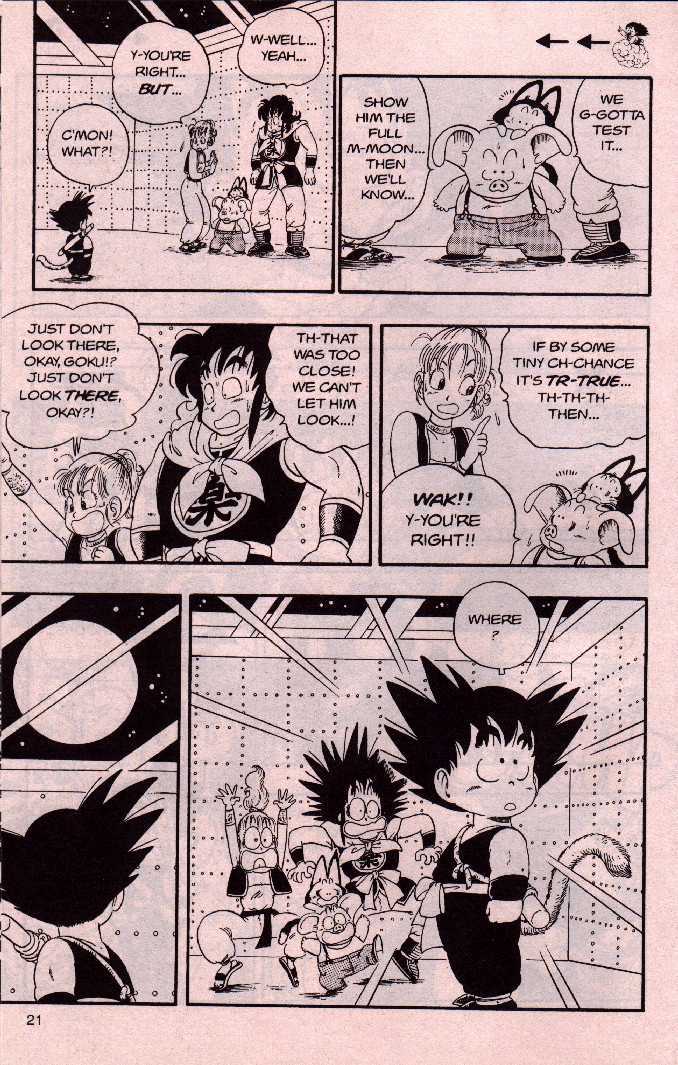 WE
G-GOTTA
TEST
IT...
SHOW
HIM THE
FULL
M-MOON...
THEN
WE'LL
KNOW...
W-WELL...
YEAH...
Y-YOU'RE
RIGHT...
BUT...
C'MON!
WHAT?!
IF BY SOME
TINY CH-CHANCE
IT'S TR-TRUE...
TH-TH-TH-
THEN...
WAK!!
Y-YOU'RE
RIGHT!!
TH-THAT
WAS TOO
CLOSE!
WE CAN'T
LET HIM
LOOK...!
JUST DON'T
LOOK THERE,
OKAY, GOKU!?
JUST DON'T
LOOK THERE,
OKAY?!
WHERE
?
21